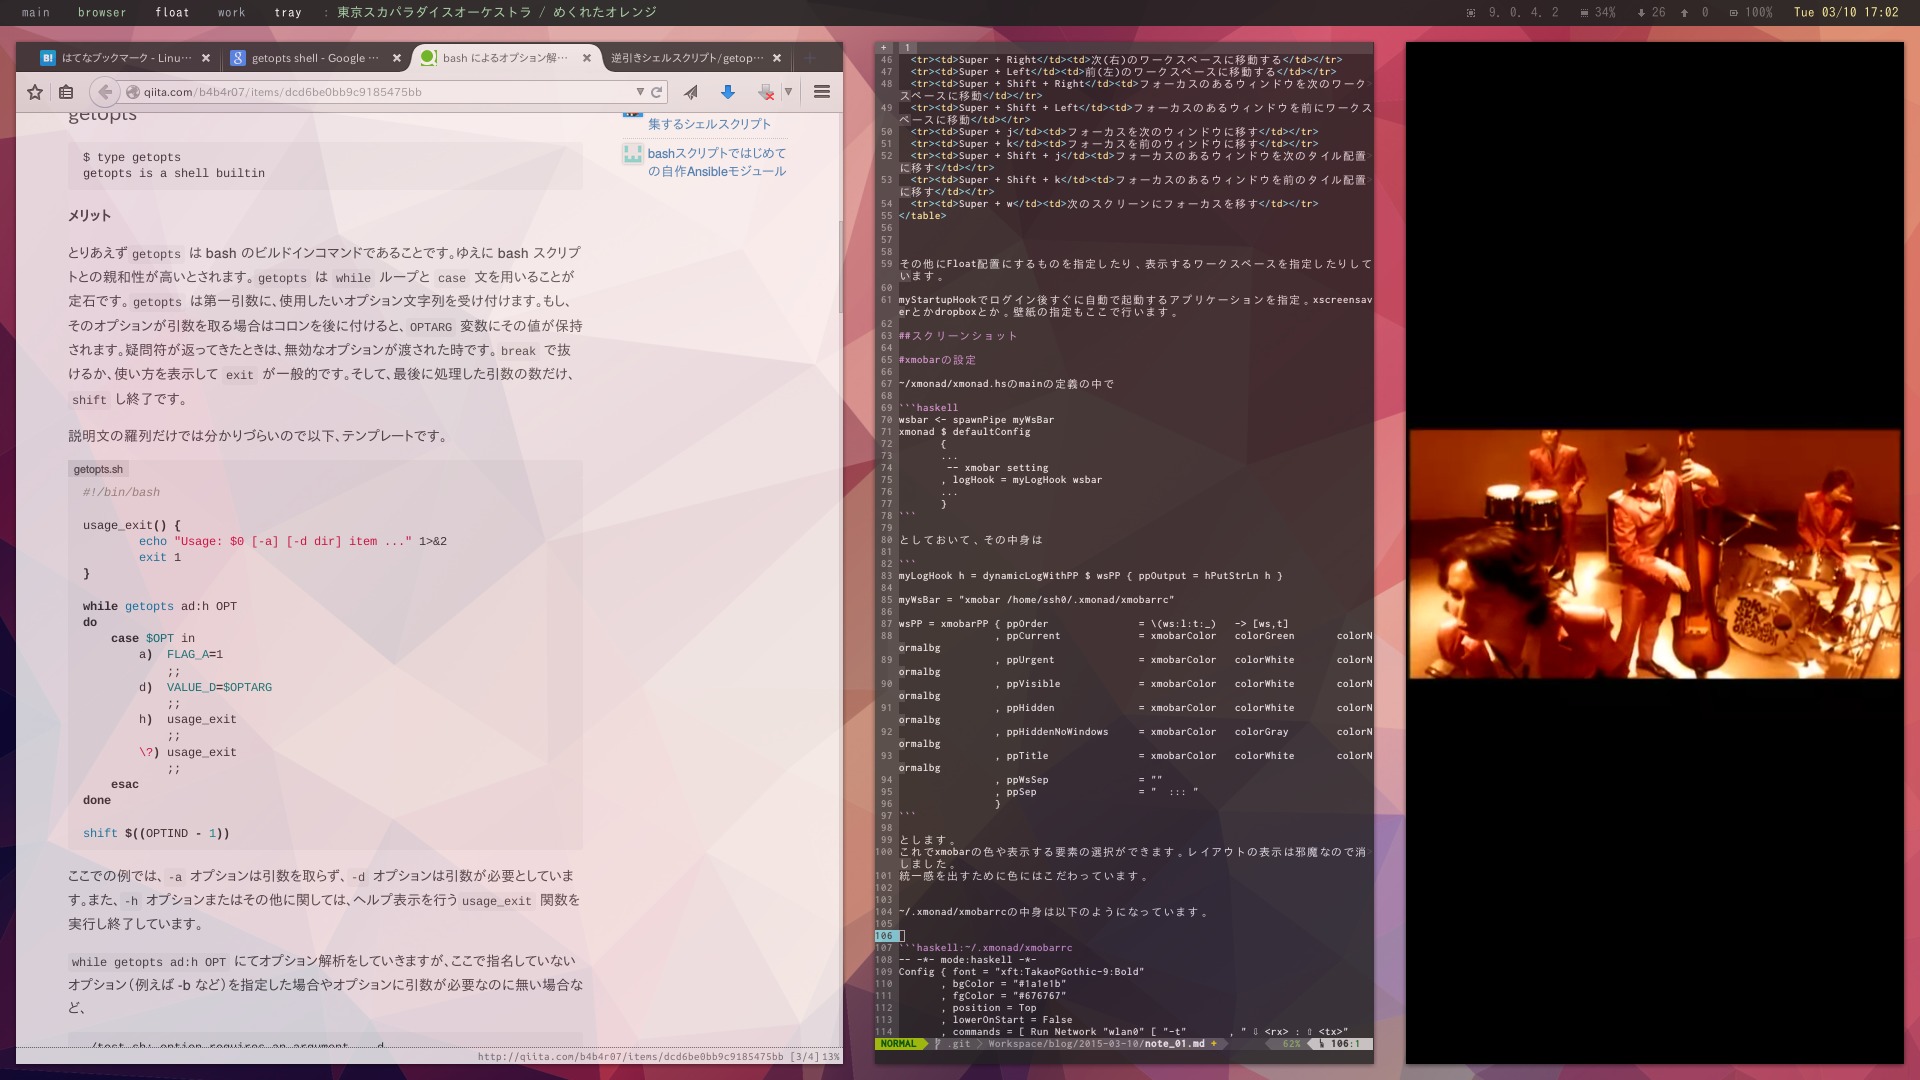 main browser float work tray : 東京スカパラダイスオーケストラ / めくれたオレンジ
9. 0. 4. 2 34% 26 0 100% Tue 03/10 17:02
はてなブックマーク - Linu… getopts shell - Google … bash によるオプション解… 逆引きシェルスクリプト/getop…
qiita.com/b4b4r07/items/dcd6be0bb9c9185475bb
getopts
$ type getopts
getopts is a shell builtin
メリット
とりあえず getopts は bash のビルドインコマンドであることです。ゆえに bash スクリプ
トとの親和性が高いとされます。 getopts は while ループと case 文を用いることが
定石です。 getopts は第一引数に、使用したいオプション文字列を受け付けます。もし、
そのオプションが引数を取る場合はコロンを後に付けると、 OPTARG 変数にその値が保持
されます。疑問符が返ってきたときは、無効なオプションが渡された時です。 break で抜
けるか、使い方を表示して exit が一般的です。そして、最後に処理した引数の数だけ、
shift し終了です。
説明文の羅列だけでは分かりづらいので以下、テンプレートです。
getopts.sh
#!/bin/bash
usage_exit() {
echo "Usage: $0 [-a] [-d dir] item ..." 1>&2
exit 1
}
while getopts ad:h OPT
do
case $OPT in
a) FLAG_A=1
;;
d) VALUE_D=$OPTARG
;;
h) usage_exit
;;
\?) usage_exit
;;
esac
done
shift $((OPTIND - 1))
ここでの例では、 -a オプションは引数を取らず、 -d オプションは引数が必要としていま
す。また、 -h オプションまたはその他に関しては、ヘルプ表示を行う usage_exit 関数を
実行し終了しています。
while getopts ad:h OPT にてオプション解析をしていきますが、ここで指名していない
オプション（例えば -b など）を指定した場合やオプションに引数が必要なのに無い場合な
ど、
./test.sh: option requires an argument -- d
集するシェルスクリプト
bashスクリプトではじめて
の自作Ansibleモジュール
http://qiita.com/b4b4r07/items/dcd6be0bb9c9185475bb [3/4] 13%
+ 1
46 <tr><td>Super + Right</td><td>次(右)のワークスペースに移動する</td></tr>
47 <tr><td>Super + Left</td><td>前(左)のワークスペースに移動する</td></tr>
48 <tr><td>Super + Shift + Right</td><td>フォーカスのあるウィンドウを次のワーク
スペースに移動</td></tr>
49 <tr><td>Super + Shift + Left</td><td>フォーカスのあるウィンドウを前にワークス
ペースに移動</td></tr>
50 <tr><td>Super + j</td><td>フォーカスを次のウィンドウに移す</td></tr>
51 <tr><td>Super + k</td><td>フォーカスを前のウィンドウに移す</td></tr>
52 <tr><td>Super + Shift + j</td><td>フォーカスのあるウィンドウを次のタイル配置
に移す</td></tr>
53 <tr><td>Super + Shift + k</td><td>フォーカスのあるウィンドウを前のタイル配置
に移す</td></tr>
54 <tr><td>Super + w</td><td>次のスクリーンにフォーカスを移す</td></tr>
55 </table>
56
57
58
59 その他にFloat配置にするものを指定したり、表示するワークスペースを指定したりして
います。
60
61 myStartupHookでログイン後すぐに自動で起動するアプリケーションを指定。xscreensav
erとかdropboxとか。壁紙の指定もここで行います。
62
63 ##スクリーンショット
64
65 #xmobarの設定
66
67 ~/xmonad/xmonad.hsのmainの定義の中で
68
69 ```haskell
70 wsbar <- spawnPipe myWsBar
71 xmonad $ defaultConfig
72 {
73 ...
74 -- xmobar setting
75 , logHook = myLogHook wsbar
76 ...
77 }
78 ```
79
80 としておいて、その中身は
81
82 ```
83 myLogHook h = dynamicLogWithPP $ wsPP { ppOutput = hPutStrLn h }
84
85 myWsBar = "xmobar /home/ssh0/.xmonad/xmobarrc"
86
87 wsPP = xmobarPP { ppOrder = \(ws:l:t:_) -> [ws,t]
88 , ppCurrent = xmobarColor colorGreen colorN
ormalbg
89 , ppUrgent = xmobarColor colorWhite colorN
ormalbg
90 , ppVisible = xmobarColor colorWhite colorN
ormalbg
91 , ppHidden = xmobarColor colorWhite colorN
ormalbg
92 , ppHiddenNoWindows = xmobarColor colorGray colorN
ormalbg
93 , ppTitle = xmobarColor colorWhite colorN
ormalbg
94 , ppWsSep = ""
95 , ppSep = " ::: "
96 }
97 ```
98
99 とします。
100 これでxmobarの色や表示する要素の選択ができます。レイアウトの表示は邪魔なので消
しました。
101 統一感を出すために色にはこだわっています。
102
103
104 ~/.xmonad/xmobarrcの中身は以下のようになっています。
105
106
107 ```haskell:~/.xmonad/xmobarrc
108 -- -*- mode:haskell -*-
109 Config { font = "xft:TakaoPGothic-9:Bold"
110 , bgColor = "#1a1e1b"
111 , fgColor = "#676767"
112 , position = Top
113 , lowerOnStart = False
114 , commands = [ Run Network "wlan0" [ "-t" , " ⇩ <rx> : ⇧ <tx>"
NORMAL .git Workspace/blog/2015-03-10/note_01.md + 62% 106:1